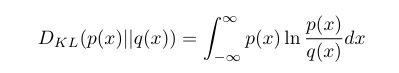 $D_{KL}(p(x)||q(x)) = \int_{-\infty}^{\infty} p(x) \ln \frac{p(x)}{q(x)} dx$